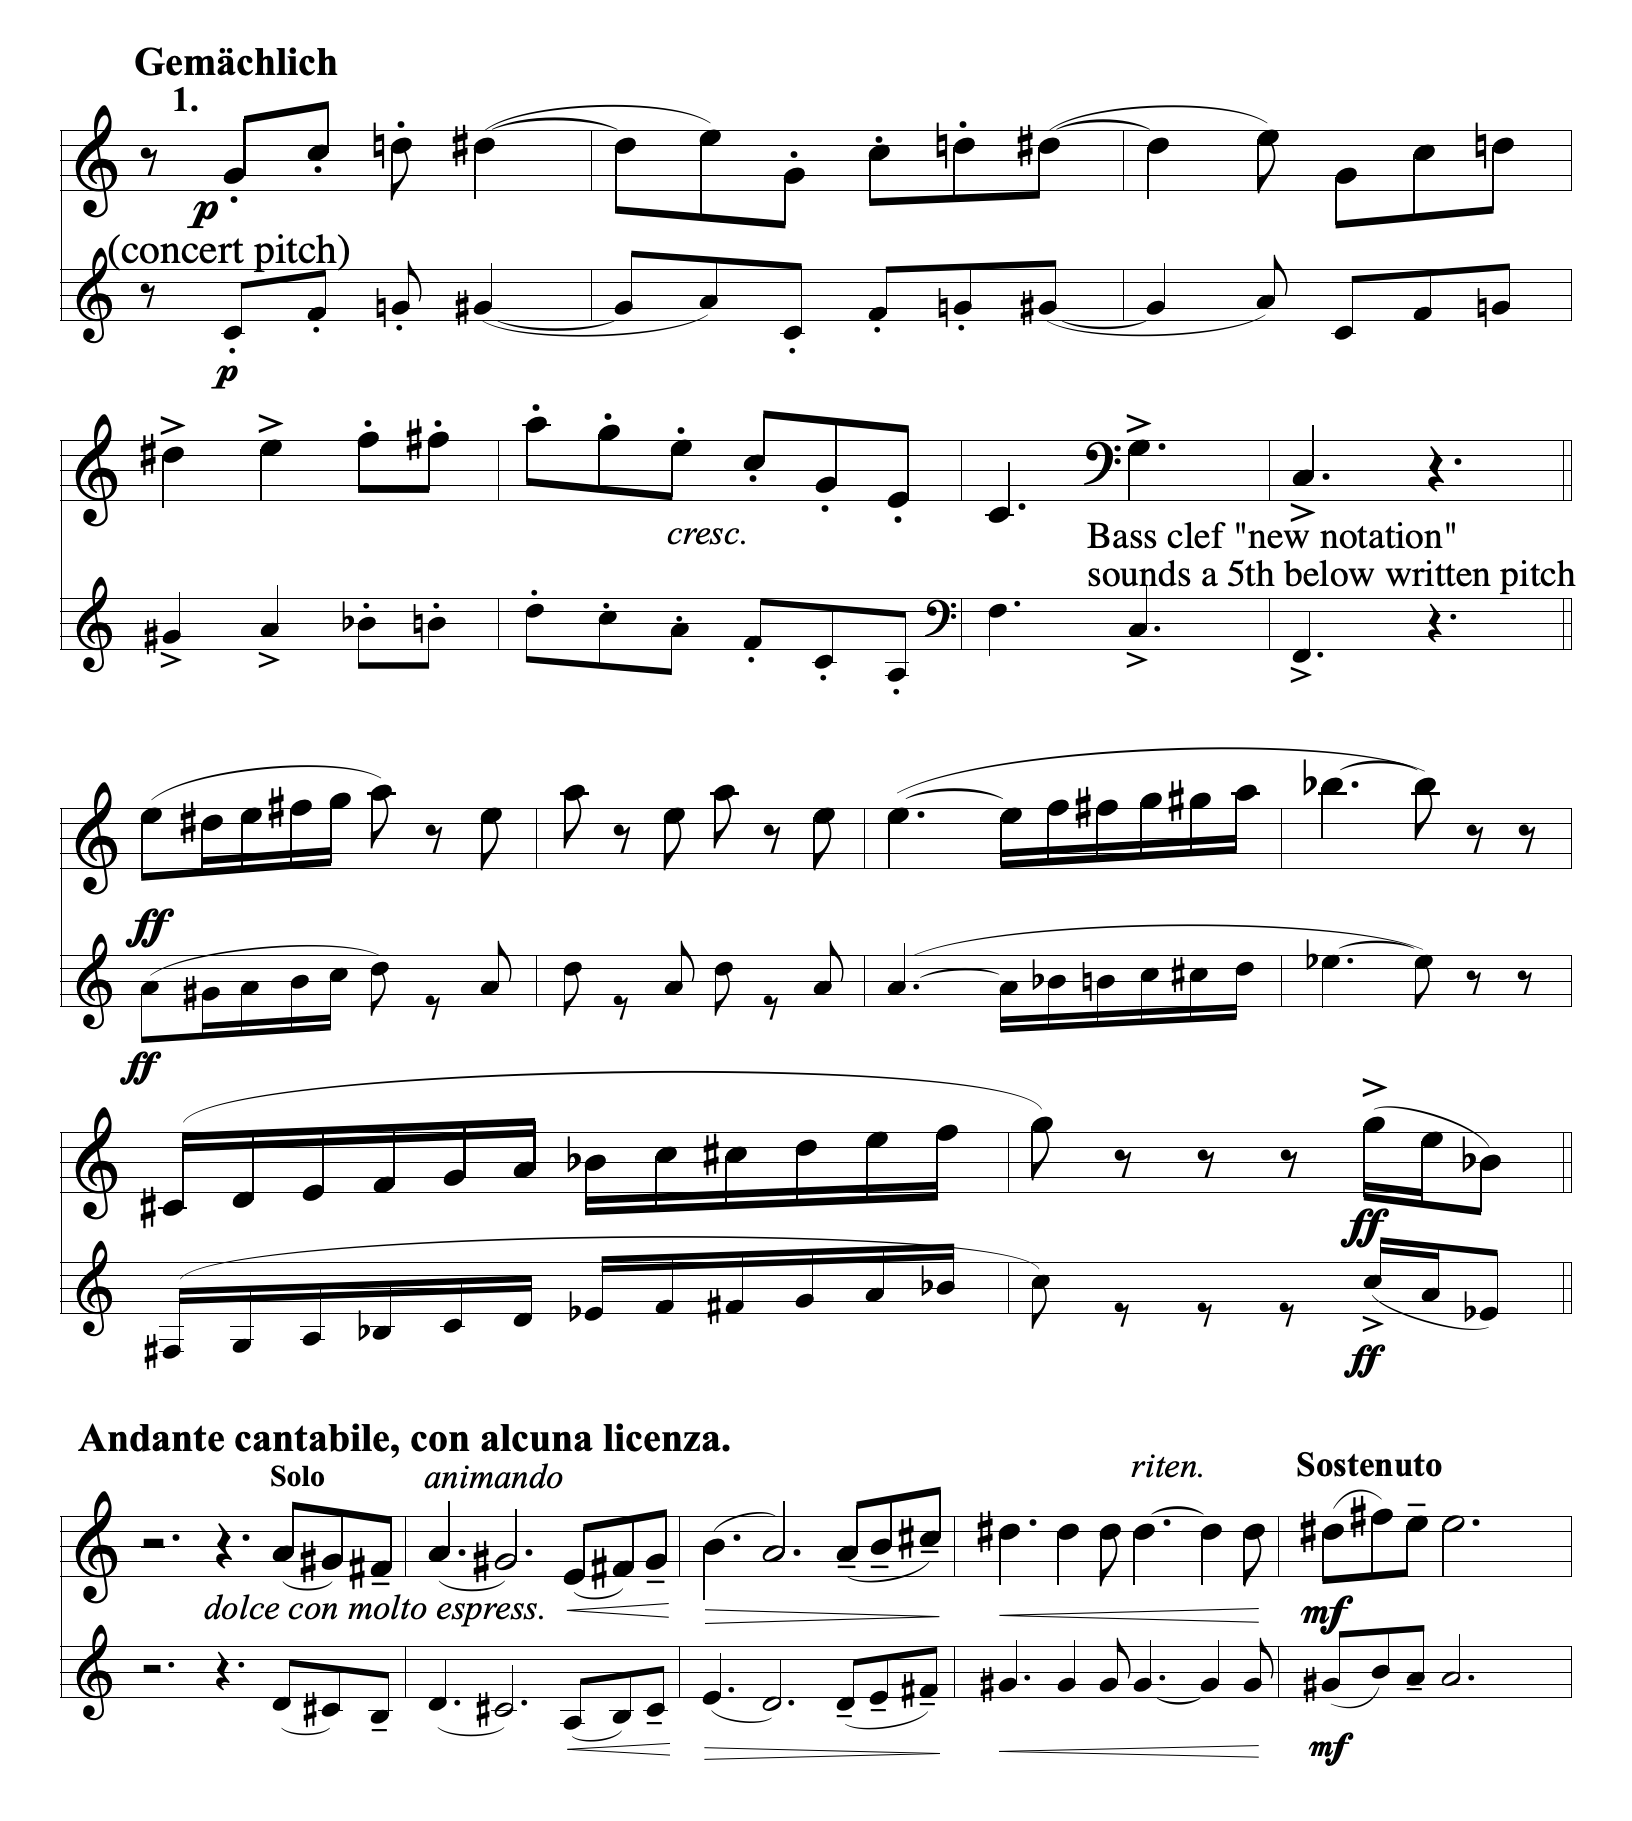 Gemächlich
1.
p
(concert pitch)
p
cresc.
Bass clef "new notation"
sounds a 5th below written pitch
ff
ff
ff
ff
Andante cantabile, con alcuna licenza.
Solo
animando
riten.
Sostenuto
dolce con molto espress.
mf
mf